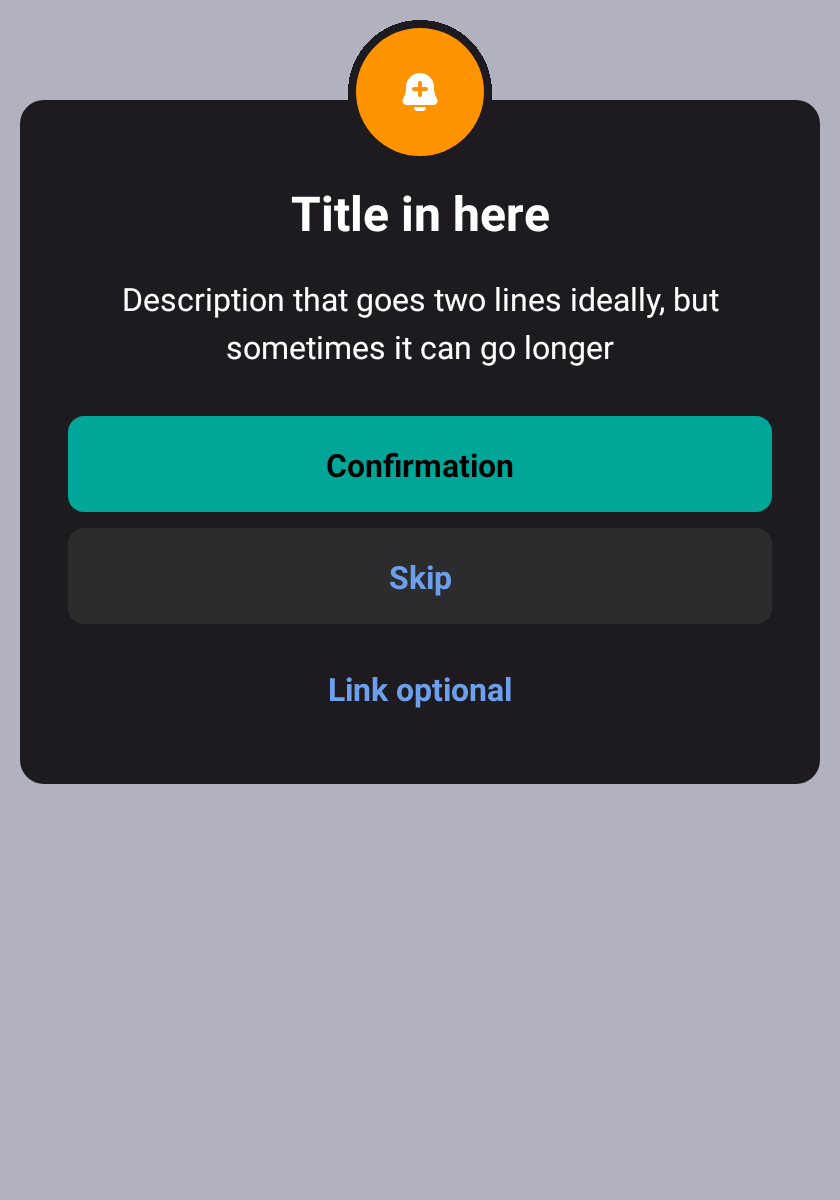 Title in here
Description that goes two lines ideally, but
sometimes it can go longer
Confirmation
Skip
Link optional